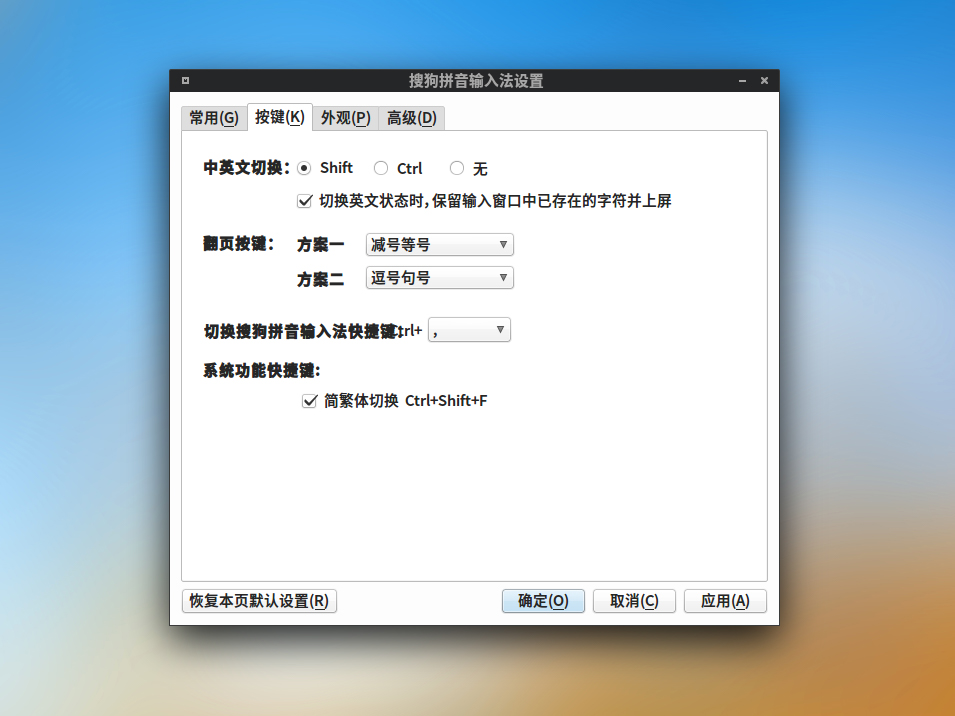 搜狗拼音输入法设置
常用(G) 按键(K) 外观(P) 高级(D)
中英文切换： Shift Ctrl 无
切换英文状态时，保留输入窗口中已存在的字符并上屏
翻页按键： 方案一 减号等号
方案二 逗号句号
切换搜狗拼音输入法快捷键：Ctrl+ ，
系统功能快捷键：
简繁体切换 Ctrl+Shift+F
恢复本页默认设置(R) 确定(O) 取消(C) 应用(A)